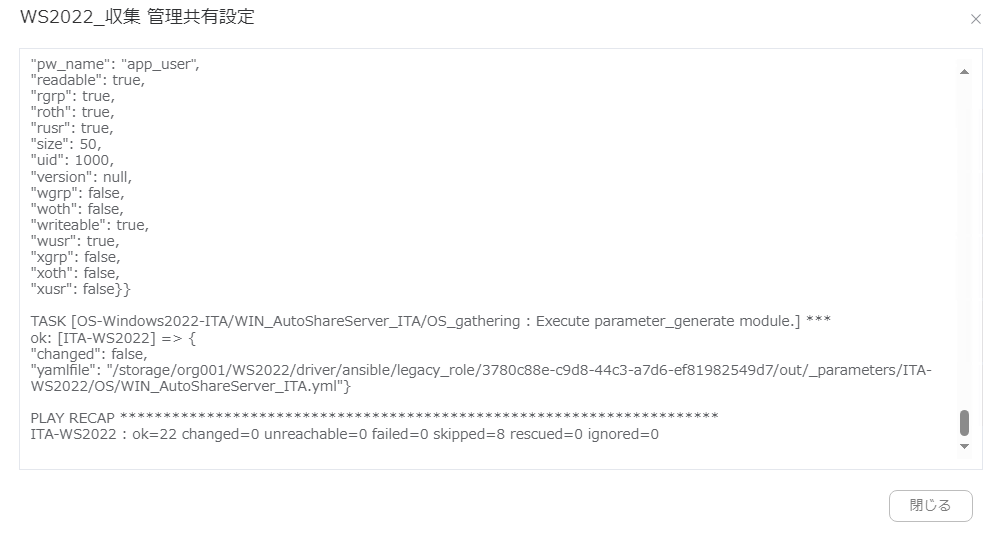 WS2022_収集 管理共有設定
×
"pw_name": "app_user",
"readable": true,
"rgrp": true,
"roth": true,
"rusr": true,
"size": 50,
"uid": 1000,
"version": null,
"wgrp": false,
"woth": false,
"writeable": true,
"wusr": true,
"xgrp": false,
"xoth": false,
"xusr": false}}
TASK [OS-Windows2022-ITA/WIN_AutoShareServer_ITA/OS_gathering : Execute parameter_generate module.] ***
ok: [ITA-WS2022] => {
"changed": false,
"yamlfile": "/storage/org001/WS2022/driver/ansible/legacy_role/3780c88e-c9d8-44c3-a7d6-ef81982549d7/out/_parameters/ITA-
WS2022/OS/WIN_AutoShareServer_ITA.yml"}
PLAY RECAP *********************************************************************
ITA-WS2022 : ok=22 changed=0 unreachable=0 failed=0 skipped=8 rescued=0 ignored=0
閉じる